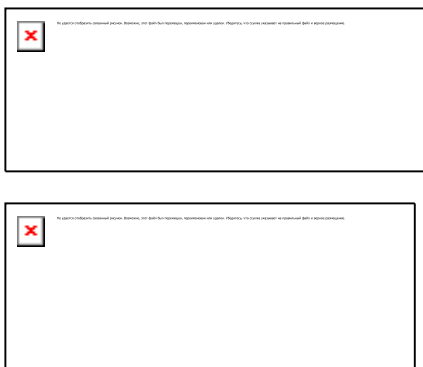 Не удается отобразить связанный рисунок. Возможно, этот файл был перемещен, переименован или удален. Убедитесь, что ссылка указывает на правильный файл и верное размещение.
Не удается отобразить связанный рисунок. Возможно, этот файл был перемещен, переименован или удален. Убедитесь, что ссылка указывает на правильный файл и верное размещение.